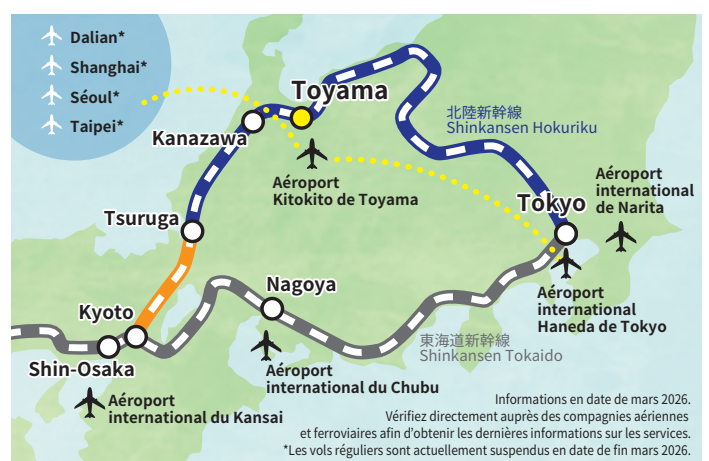 Dalian*
Shanghai*
Séoul*
Taipei*
Toyama
Kanazawa
北陸新幹線
Shinkansen Hokuriku
Aéroport
Kitokito de Toyama
Aéroport
international
de Narita
Tokyo
Tsuruga
Nagoya
Aéroport
international
Haneda de Tokyo
Kyoto
東海道新幹線
Shinkansen Tokaido
Shin-Osaka
Aéroport
international du Chubu
Aéroport
international du Kansai
Informations en date de mars 2026.
Vérifiez directement auprès des compagnies aériennes
et ferroviaires afin d’obtenir les dernières informations sur les services.
*Les vols réguliers sont actuellement suspendus en date de fin mars 2026.